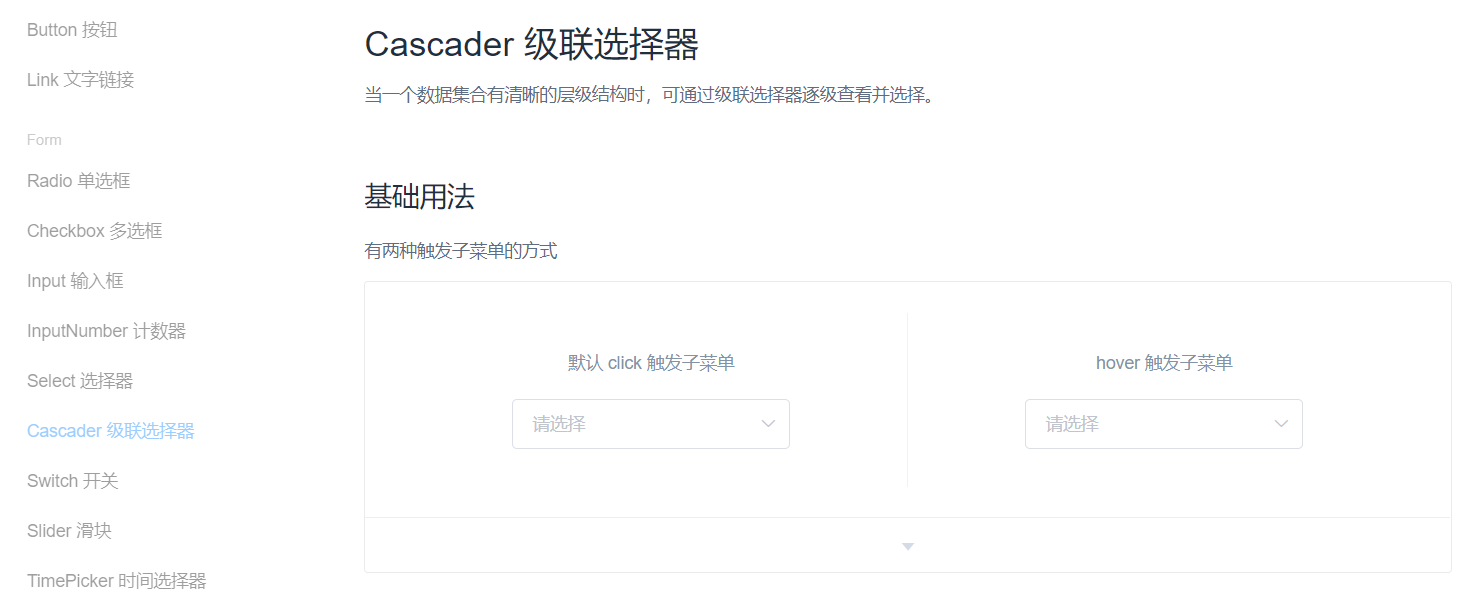 Button 按钮
Link 文字链接
Form
Radio 单选框
Checkbox 多选框
Input 输入框
InputNumber 计数器
Select 选择器
Cascader 级联选择器
Switch 开关
Slider 滑块
TimePicker 时间选择器
Cascader 级联选择器
当一个数据集合有清晰的层级结构时，可通过级联选择器逐级查看并选择。
基础用法
有两种触发子菜单的方式
默认 click 触发子菜单
请选择
hover 触发子菜单
请选择